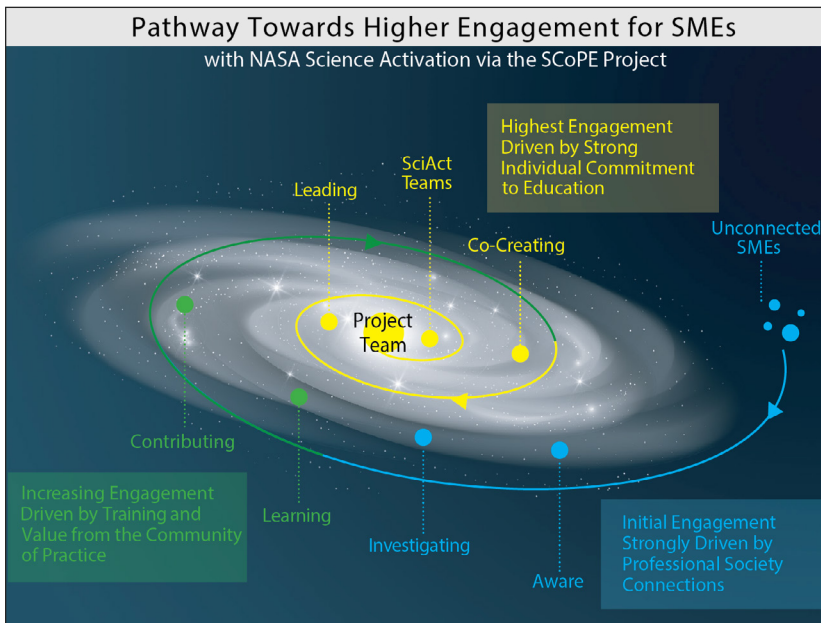 Pathway Towards Higher Engagement for SMEs
with NASA Science Activation via the SCoPE Project
Highest Engagement
Driven by Strong
Individual Commitment
to Education
SciAct
Teams
Leading
Co-Creating
Unconnected
SMEs
Project
Team
Contributing
Learning
Investigating
Aware
Increasing Engagement
Driven by Training and
Value from the Community
of Practice
Initial Engagement
Strongly Driven by
Professional Society
Connections